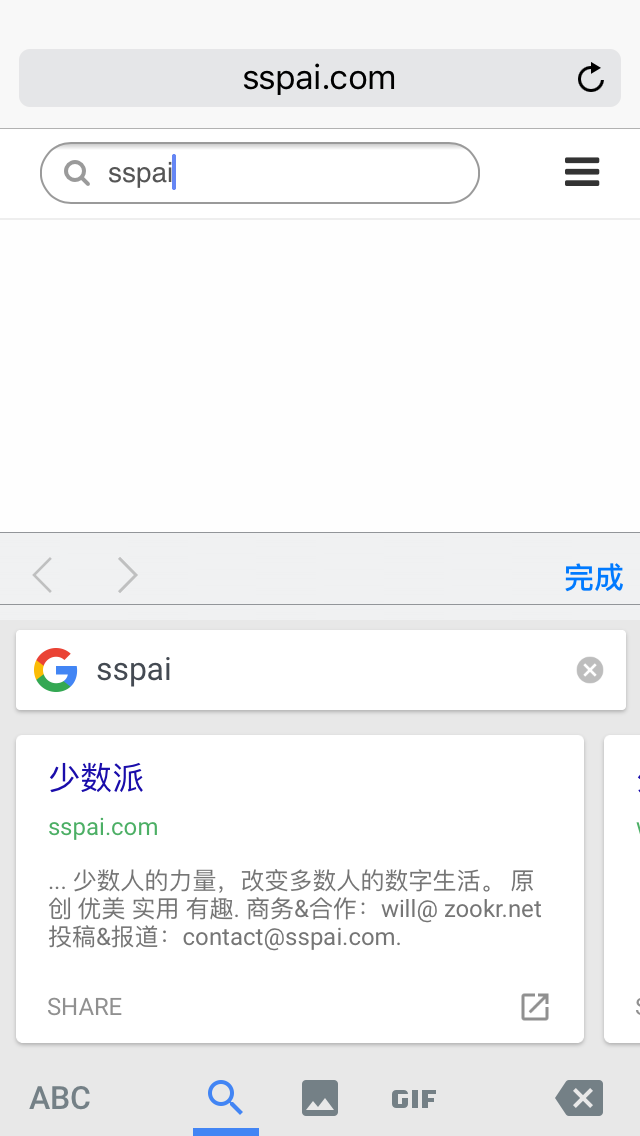 sspai.com
sspai
完成
sspai
少数派
sspai.com
... 少数人的力量，改变多数人的数字生活。 原
创 优美 实用 有趣. 商务&合作： will@ zookr.net
投稿&报道： contact@sspai.com.
SHARE
ABC
GIF